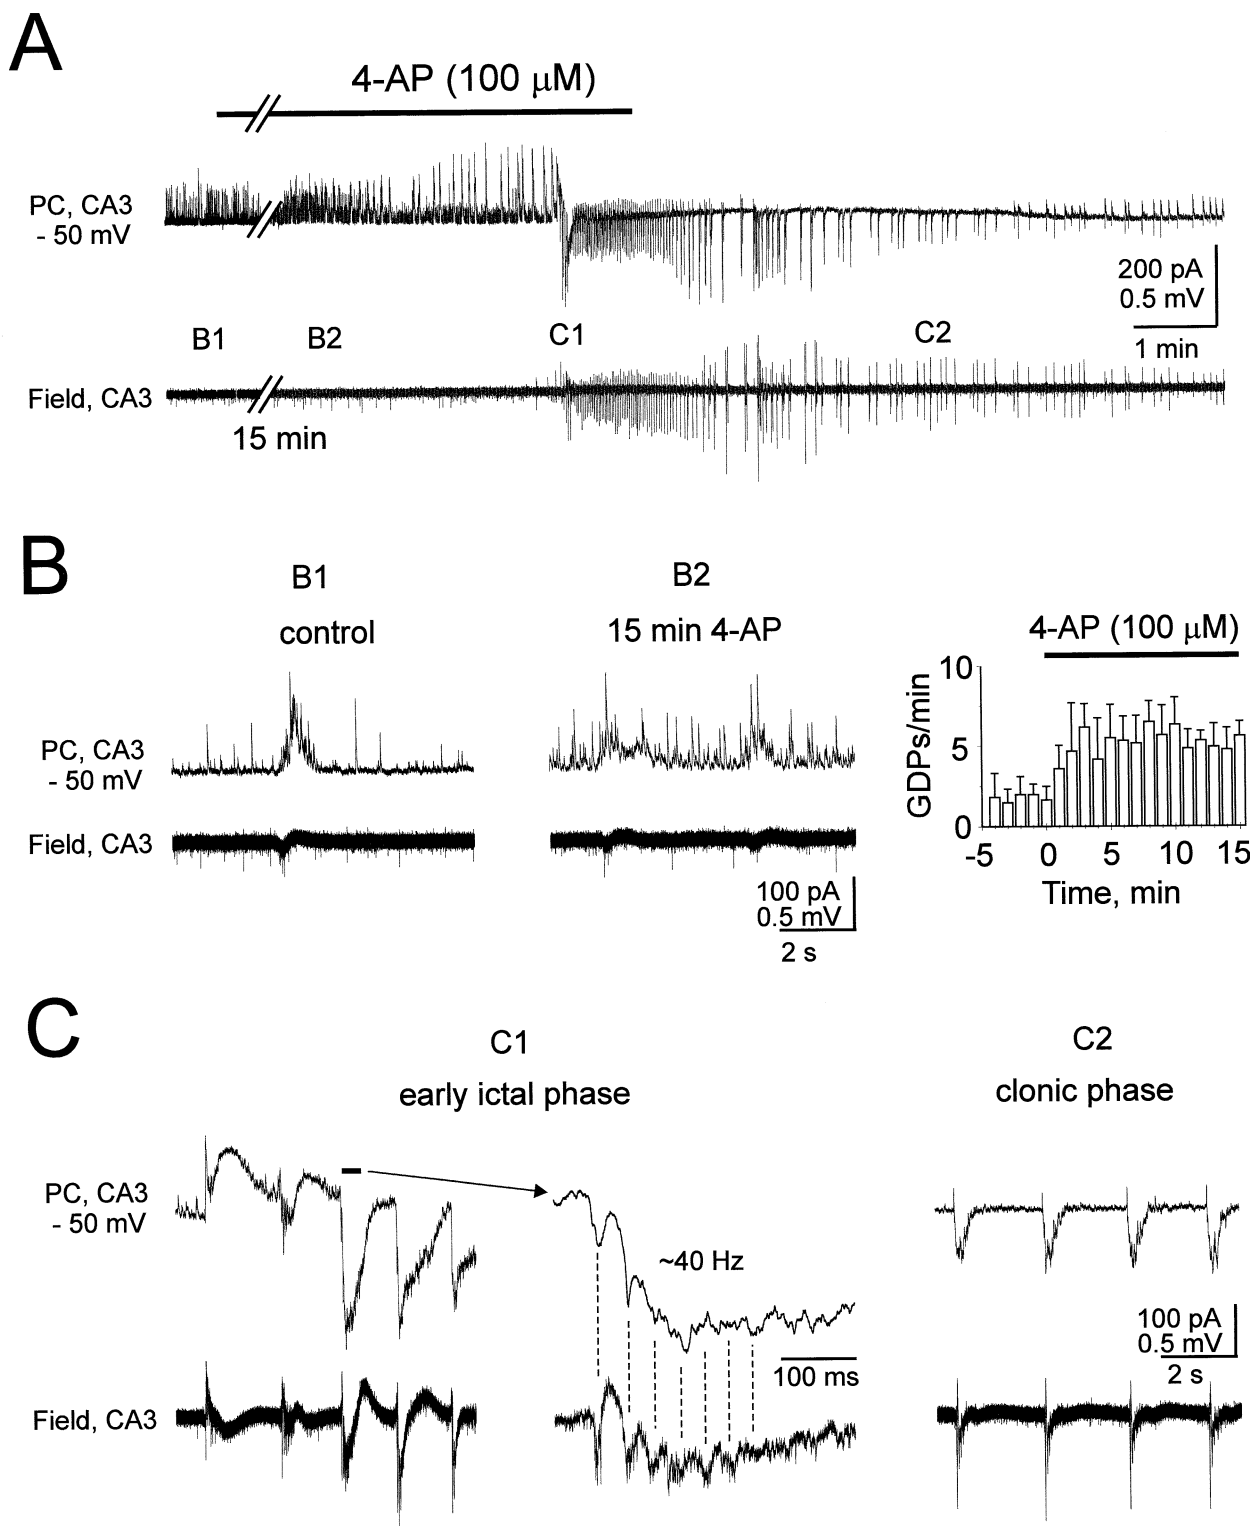 A
4-AP (100 μM)
PC, CA3
- 50 mV
200 pA
0.5 mV
1 min
B1
B2
C1
C2
Field, CA3
15 min
B
B1
control
B2
15 min 4-AP
PC, CA3
- 50 mV
Field, CA3
100 pA
0.5 mV
2 s
4-AP (100 μM)
GDPs/min
10
5
0
-5 0 5 10 15
Time, min
C
C1
early ictal phase
C2
clonic phase
PC, CA3
- 50 mV
~40 Hz
100 ms
Field, CA3
100 pA
0.5 mV
2 s